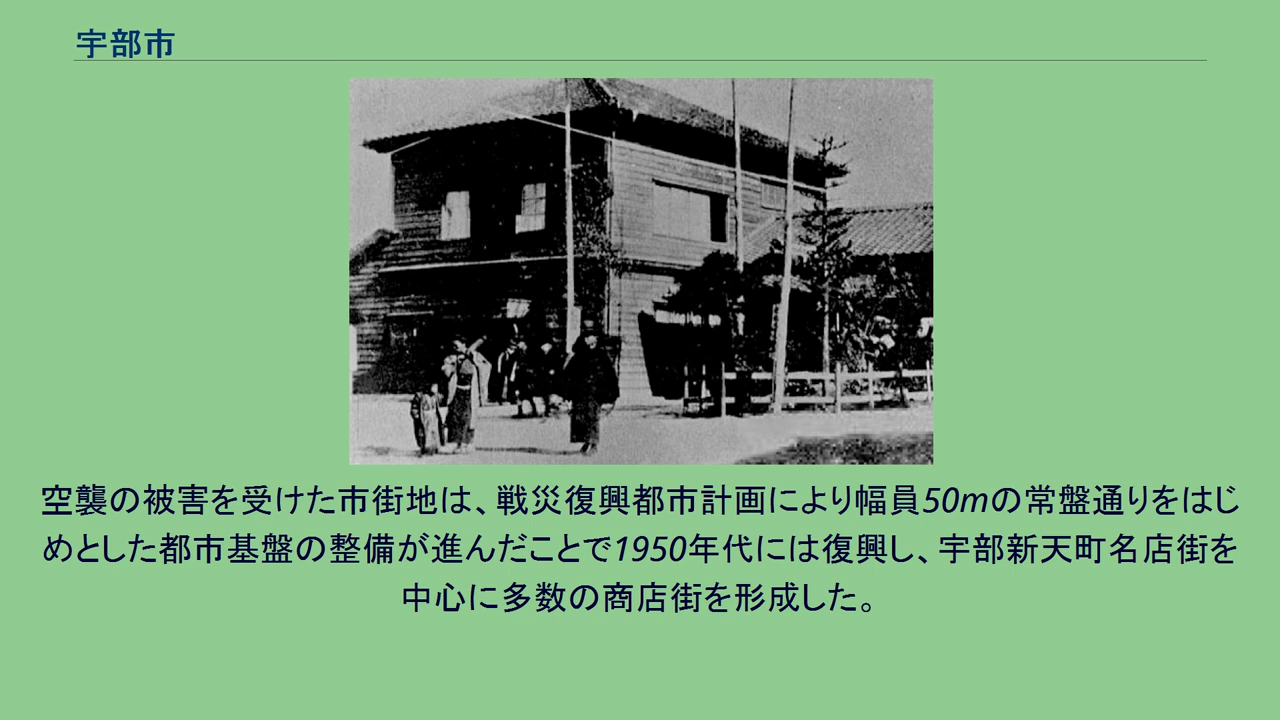 宇部市
空襲の被害を受けた市街地は、戦災復興都市計画により幅員50mの常盤通りをはじ
めとした都市基盤の整備が進んだことで1950年代には復興し、宇部新天町名店街を
中心に多数の商店街を形成した。